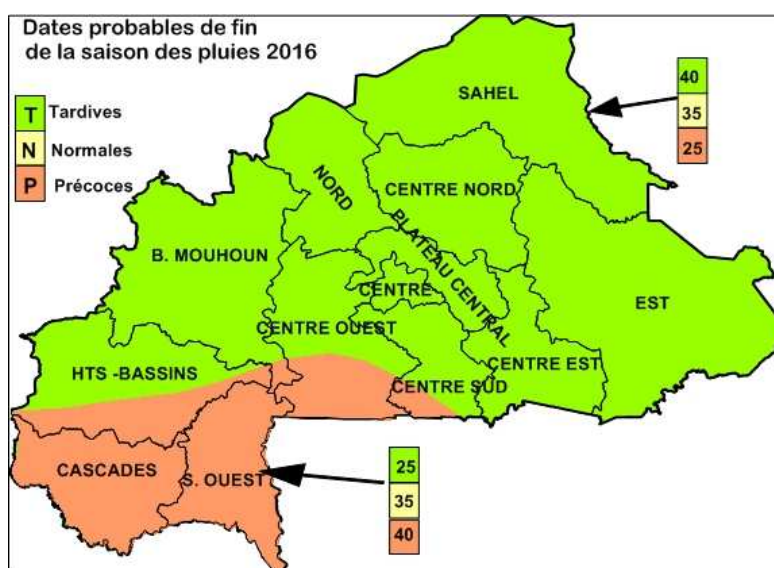 Dates probables de fin
de la saison des pluies 2016
T Tardives
N Normales
P Précoces
40
35
25
SAHEL
NORD
CENTRE NORD
PLATEAU CENTRAL
B. MOUHOUN
CENTRE
EST
CENTRE OUEST
HTS -BASSINS
CENTRE EST
CENTRE SUD
CASCADES
S. OUEST
25
35
40